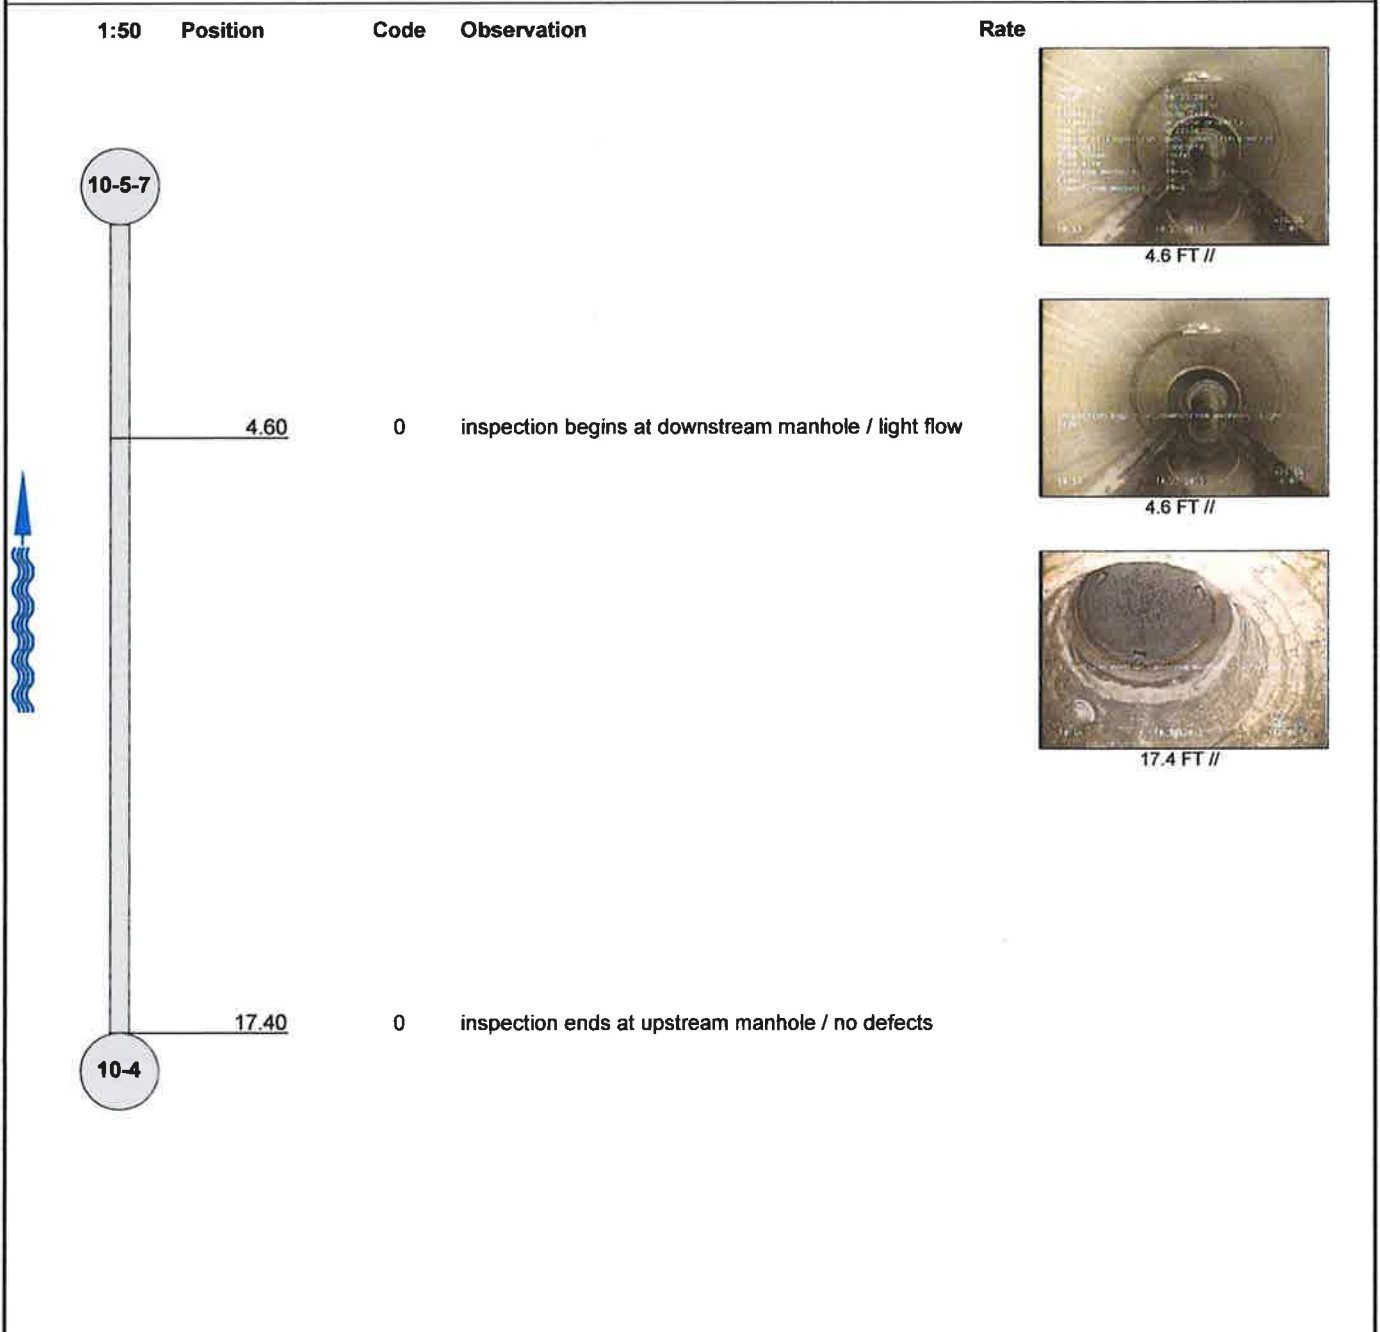 1:50 Position Code Observation Rate
10-5-7
4.6 FT //
4.60 0 inspection begins at downstream manhole / light flow
4.6 FT //
17.4 FT //
17.40 0 inspection ends at upstream manhole / no defects
10-4